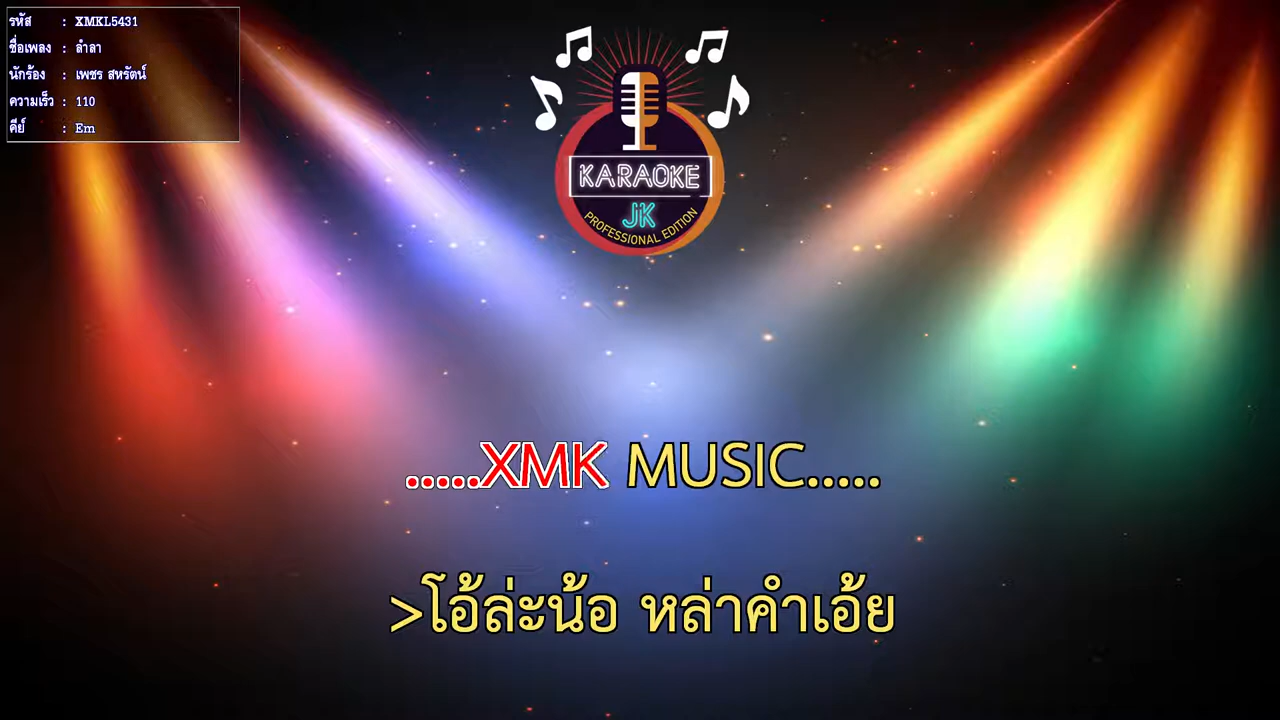 รหัส : XMKL5431
ชื่อเพลง : ลำลา
นักร้อง : เพชร สหรัตน์
ความเร็ว : 110
คีย์ : Em
KARAOKE
JK
PROFESSIONAL EDITION
.....XMK MUSIC.....
>โอ้ล่ะน้อ หล่าคำเอ้ย